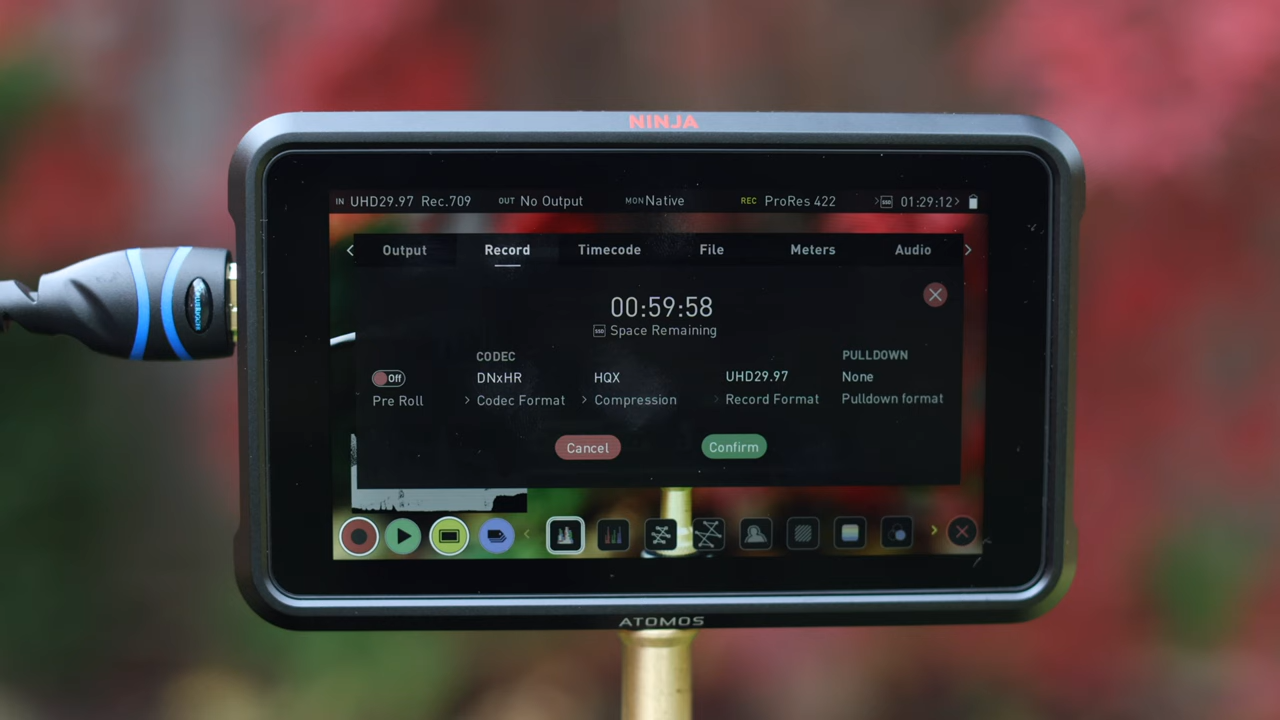 NINJA
IN UHD29.97 Rec.709 OUT No Output MON Native REC ProRes 422 SSD 01:29:12
Output Record Timecode File Meters Audio
00:59:58
SSD Space Remaining
CODEC PULLDOWN
Off DNxHR HQX UHD29.97 None
Pre Roll Codec Format Compression Record Format Pulldown format
Cancel Confirm
ATOMOS